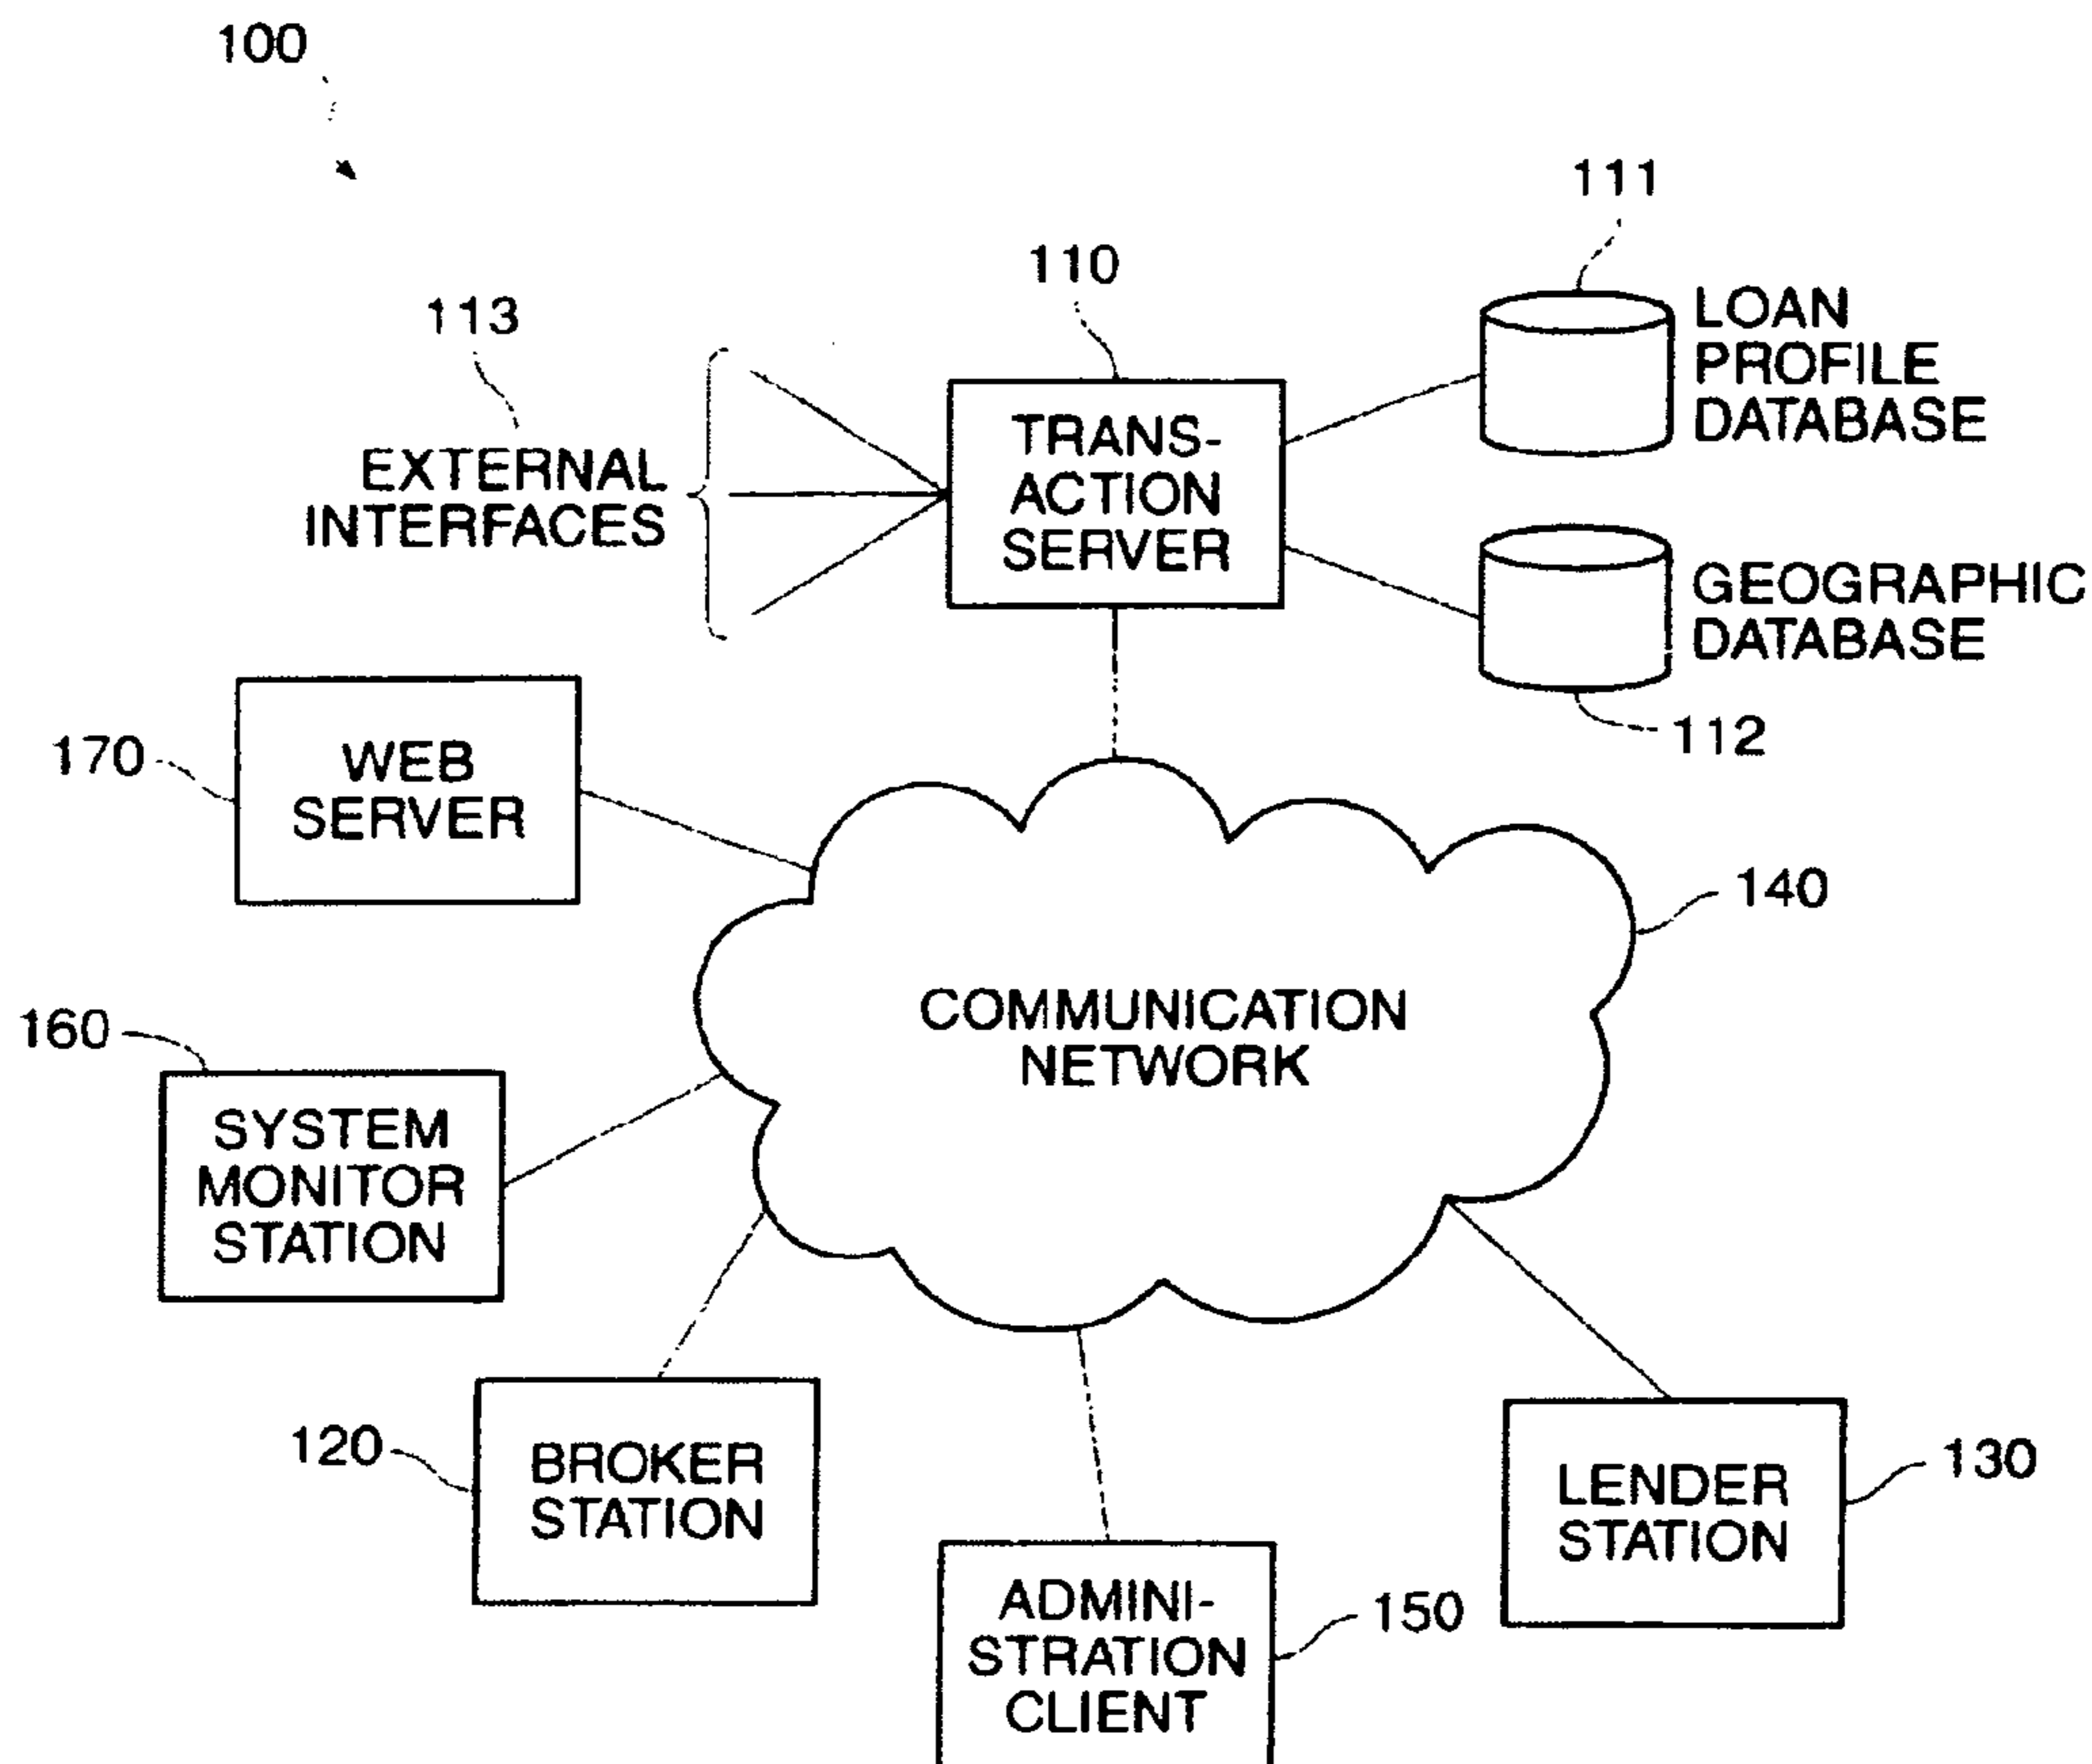 100
111
110
113
LOAN
PROFILE
DATABASE
TRANS-
ACTION
SERVER
EXTERNAL
INTERFACES
GEOGRAPHIC
DATABASE
112
170
WEB
SERVER
140
COMMUNICATION
NETWORK
160
SYSTEM
MONITOR
STATION
120
BROKER
STATION
130
LENDER
STATION
150
ADMINI-
STRATION
CLIENT